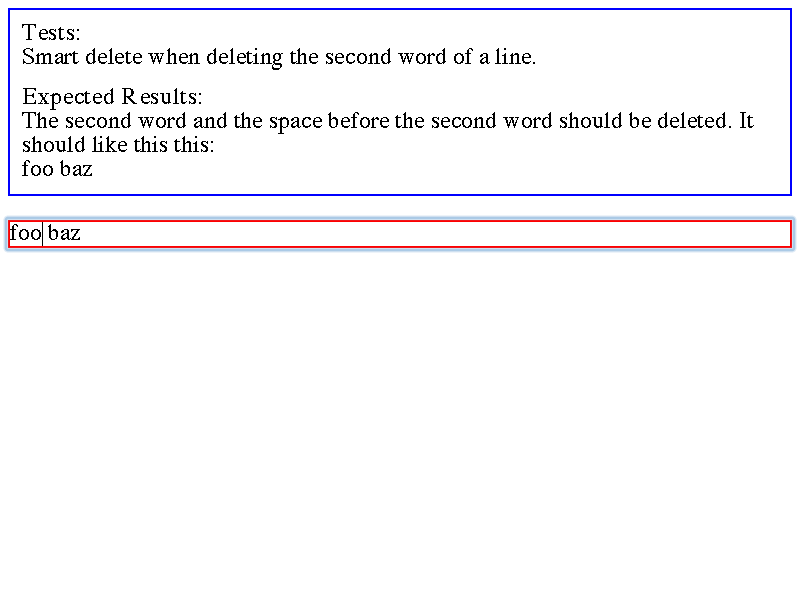 Tests:
Smart delete when deleting the second word of a line.
Expected Results:
The second word and the space before the second word should be deleted. It
should like this this:
foo baz
foo baz